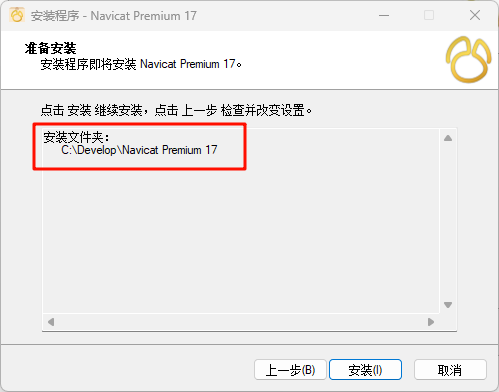 安装程序 - Navicat Premium 17
准备安装
安装程序即将安装 Navicat Premium 17。
点击 安装 继续安装，点击 上一步 检查并改变设置。
安装文件夹：
C:\Develop\Navicat Premium 17
上一步(B)
安装(I)
取消